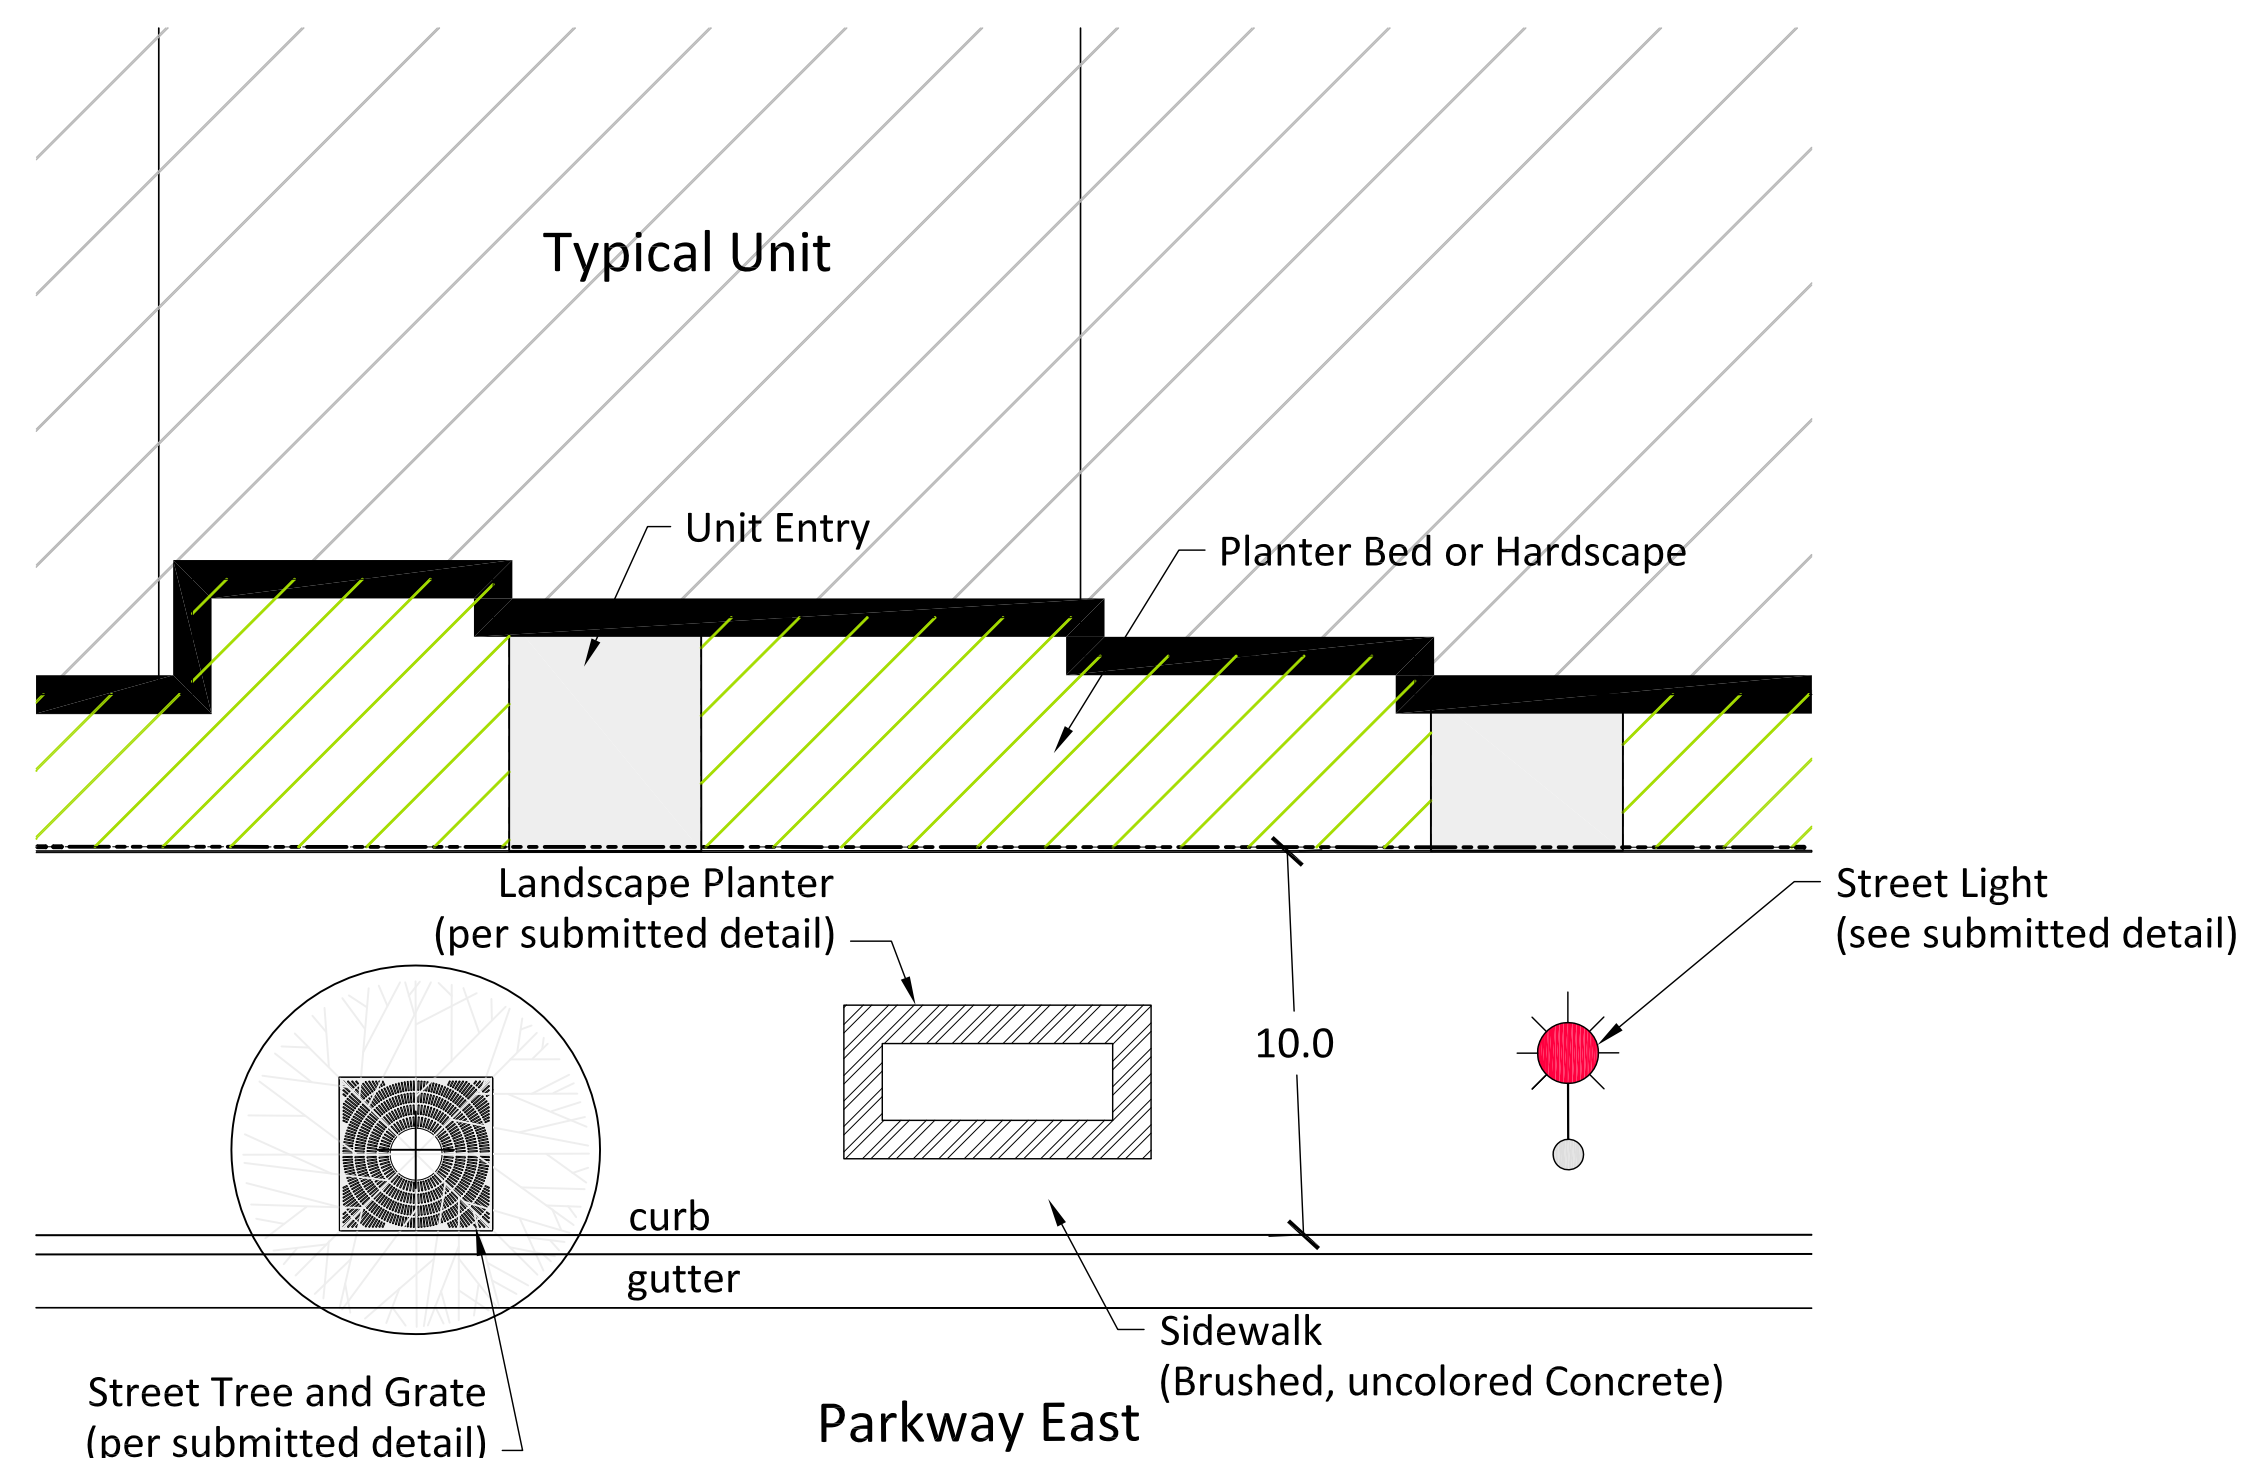 Typical Unit
Unit Entry
Planter Bed or Hardscape
Landscape Planter
(per submitted detail)
Street Light
(see submitted detail)
10.0
curb
gutter
Sidewalk
(Brushed, uncolored Concrete)
Street Tree and Grate
(per submitted detail)
Parkway East